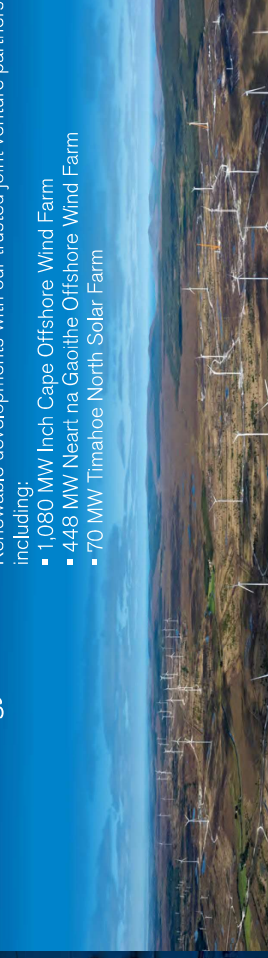 Renewable developments with our trusted joint venture partners
including:
▪ 1,080 MW Inch Cape Offshore Wind Farm
▪ 448 MW Neart na Gaoithe Offshore Wind Farm
▪ 70 MW Timahoe North Solar Farm